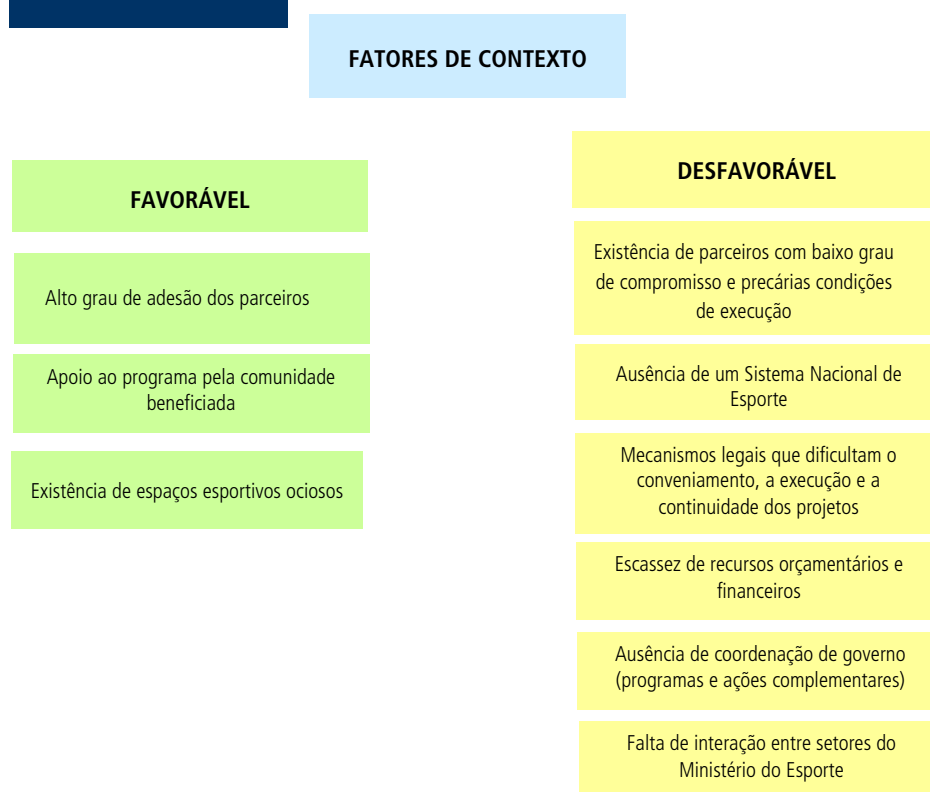 FATORES DE CONTEXTO
FAVORÁVEL
Alto grau de adesão dos parceiros
Apoio ao programa pela comunidade
beneficiada
Existência de espaços esportivos ociosos
DESFAVORÁVEL
Existência de parceiros com baixo grau
de compromisso e precárias condições
de execução
Ausência de um Sistema Nacional de
Esporte
Mecanismos legais que dificultam o
conveniamento, a execução e a
continuidade dos projetos
Escassez de recursos orçamentários e
financeiros
Ausência de coordenação de governo
(programas e ações complementares)
Falta de interação entre setores do
Ministério do Esporte